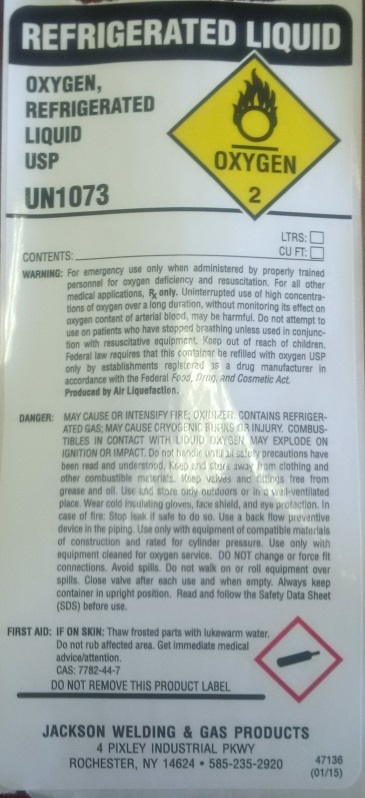 REFRIGERATED LIQUID
OXYGEN,
REFRIGERATED
LIQUID
USP
UN1073
OXYGEN
2
LTRS:
CONTENTS: CU FT:
WARNING: For emergency use only when administered by properly trained
personnel for oxygen deficiency and resuscitation. For all other
medical applications, ℞ only. Uninterrupted use of high concentra-
tions of oxygen over a long duration, without monitoring its effect on
oxygen content of arterial blood, may be harmful. Do not attempt to
use on patients who have stopped breathing unless used in conjunc-
tion with resuscitative equipment. Keep out of reach of children.
Federal law requires that this container be refilled with oxygen USP
only by establishments registered as a drug manufacturer in
accordance with the Federal Food, Drug, and Cosmetic Act.
Produced by Air Liquefaction.
DANGER: MAY CAUSE OR INTENSIFY FIRE; OXIDIZER. CONTAINS REFRIGER-
ATED GAS; MAY CAUSE CRYOGENIC BURNS OR INJURY. COMBUS-
TIBLES IN CONTACT WITH LIQUID OXYGEN MAY EXPLODE ON
IGNITION OR IMPACT. Do not handle until all safety precautions have
been read and understood. Keep and store away from clothing and
other combustible materials. Keep valves and fittings free from
grease and oil. Use and store only outdoors or in a well-ventilated
place. Wear cold insulating gloves, face shield, and eye protection. In
case of fire: Stop leak if safe to do so. Use a back flow preventive
device in the piping. Use only with equipment of compatible materials
of construction and rated for cylinder pressure. Use only with
equipment cleaned for oxygen service. DO NOT change or force fit
connections. Avoid spills. Do not walk on or roll equipment over
spills. Close valve after each use and when empty. Always keep
container in upright position. Read and follow the Safety Data Sheet
(SDS) before use.
FIRST AID: IF ON SKIN: Thaw frosted parts with lukewarm water.
Do not rub affected area. Get immediate medical
advice/attention.
CAS: 7782-44-7
DO NOT REMOVE THIS PRODUCT LABEL
JACKSON WELDING & GAS PRODUCTS
4 PIXLEY INDUSTRIAL PKWY
ROCHESTER, NY 14624 • 585-235-2920
47136
(01/15)